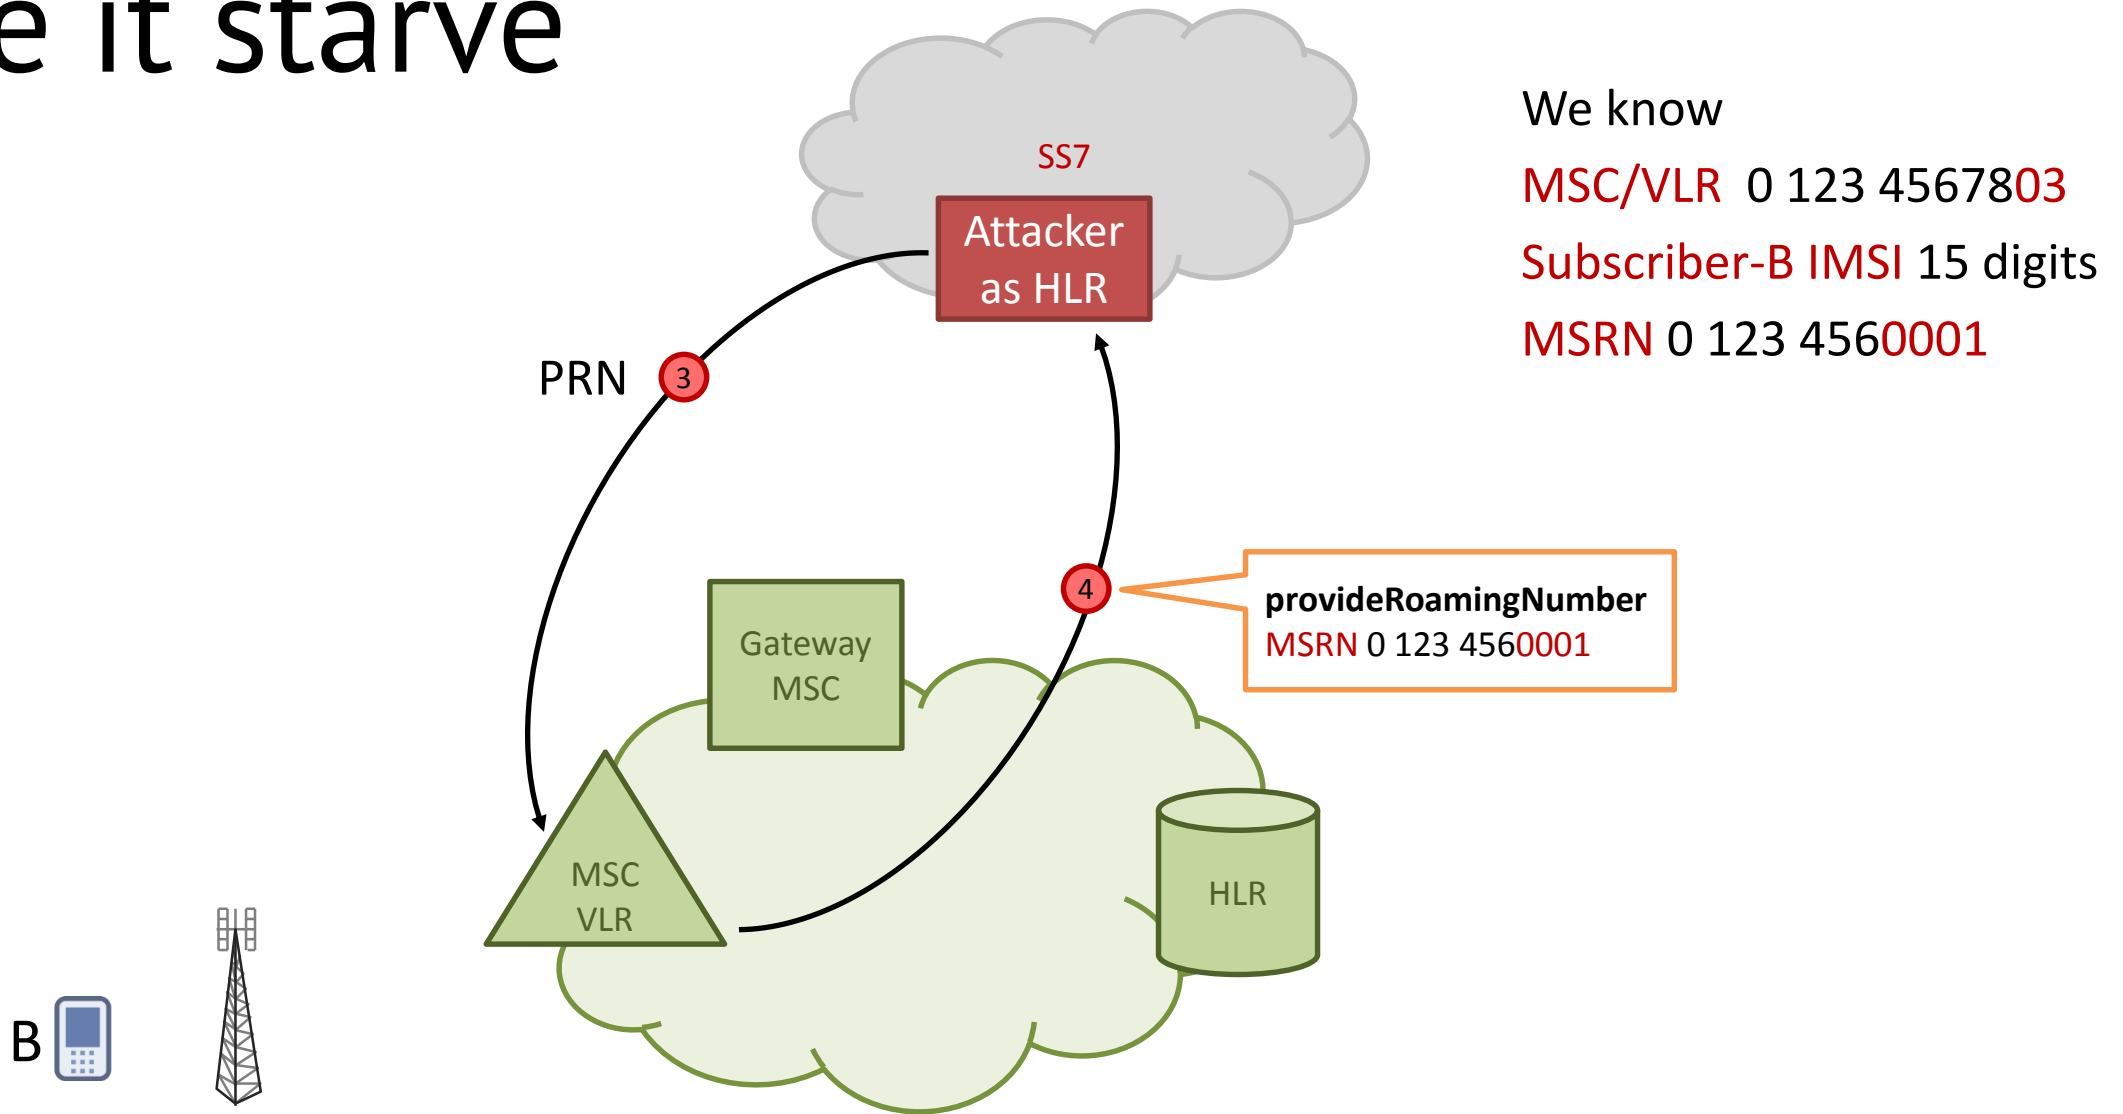 e it starve
SS7
Attacker
as HLR
We know
MSC/VLR 0 123 4567803
Subscriber-B IMSI 15 digits
MSRN 0 123 4560001
PRN
3
4
provideRoamingNumber
MSRN 0 123 4560001
Gateway
MSC
MSC
VLR
HLR
B